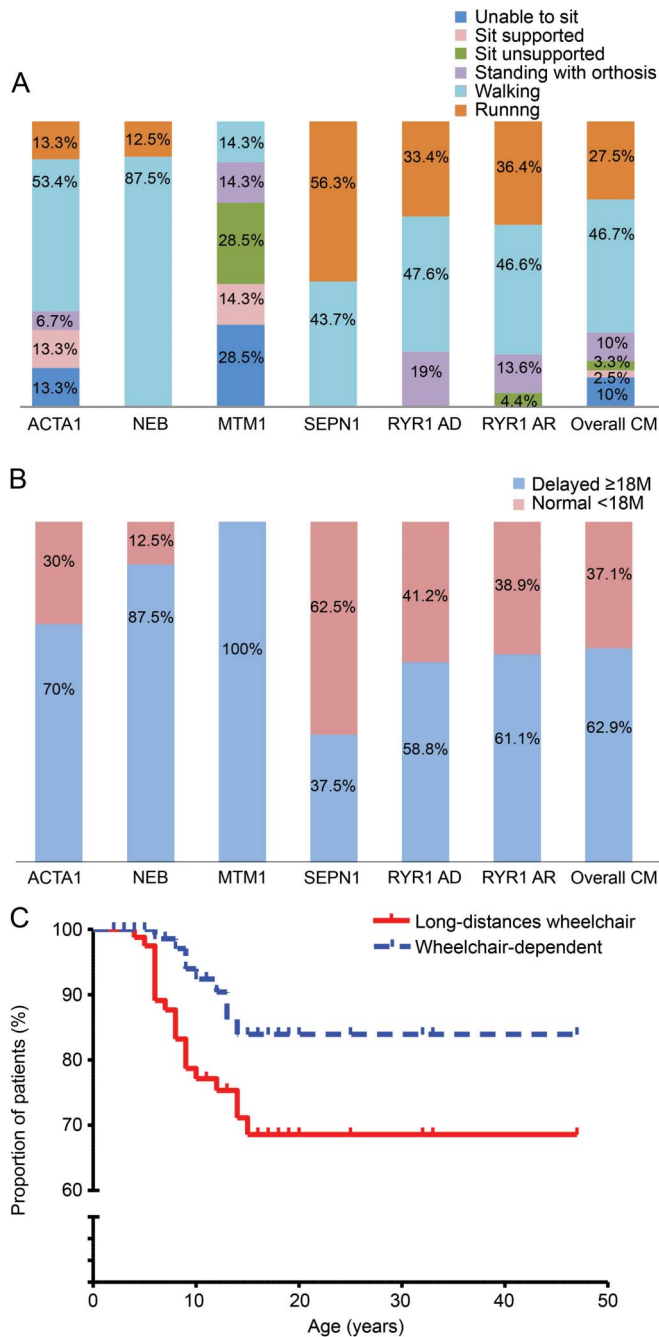 Unable to sit
Sit supported
Sit unsupported
Standing with orthosis
Walking
Runnng
A
13.3% 12.5% 14.3% 56.3% 33.4% 36.4% 27.5%
53.4% 87.5% 14.3% 43.7% 47.6% 46.6% 46.7%
6.7% 28.5% 19% 13.6% 10%
13.3% 14.3% 4.4% 3.3%
13.3% 28.5% 2.5%
10%
ACTA1 NEB MTM1 SEPN1 RYR1 AD RYR1 AR Overall CM
B
Delayed ≥18M
Normal <18M
30% 12.5% 100% 62.5% 41.2% 38.9% 37.1%
70% 87.5% 37.5% 58.8% 61.1% 62.9%
ACTA1 NEB MTM1 SEPN1 RYR1 AD RYR1 AR Overall CM
C
Long-distances wheelchair
Wheelchair-dependent
Proportion of patients (%)
100
90
80
70
60
0 10 20 30 40 50
Age (years)